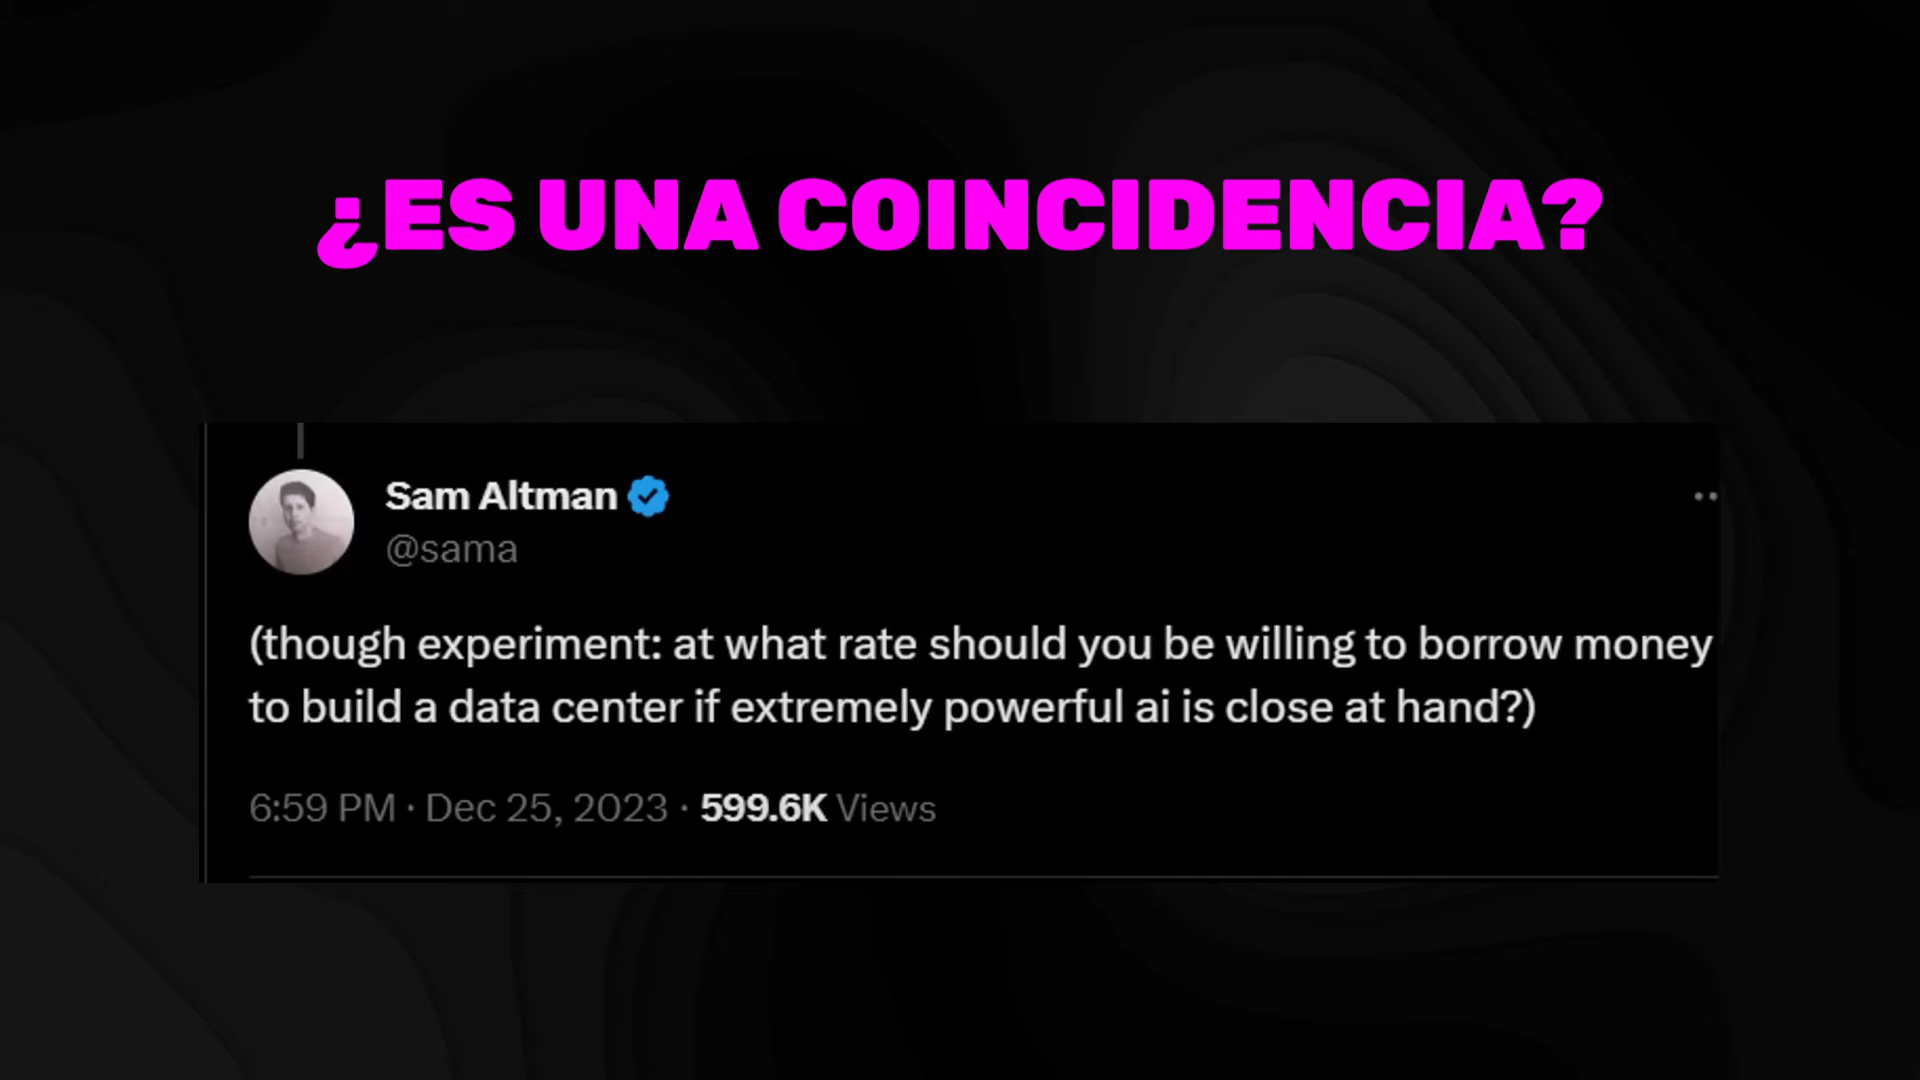 ¿ES UNA COINCIDENCIA?
Sam Altman
@sama
(though experiment: at what rate should you be willing to borrow money
to build a data center if extremely powerful ai is close at hand?)
6:59 PM · Dec 25, 2023 · 599.6K Views